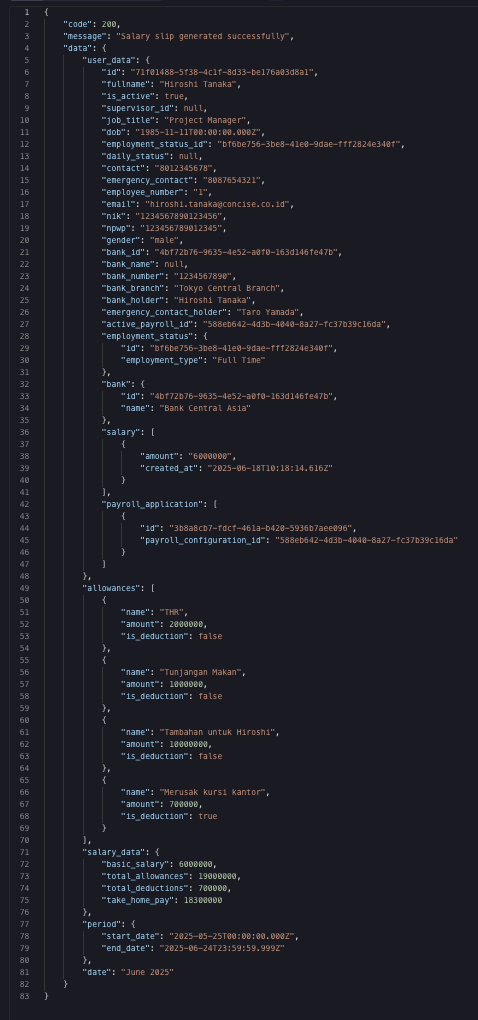 1 {
2 "code": 200,
3 "message": "Salary slip generated successfully",
4 "data": {
5 "user_data": {
6 "id": "71f01488-5f38-4c1f-8d33-be176a03d8a1",
7 "fullname": "Hiroshi Tanaka",
8 "is_active": true,
9 "supervisor_id": null,
10 "job_title": "Project Manager",
11 "dob": "1985-11-11T00:00:00.000Z",
12 "employment_status_id": "bf6be756-3be8-41e0-9dae-fff2824e340f",
13 "daily_status": null,
14 "contact": "8012345678",
15 "emergency_contact": "8087654321",
16 "employee_number": "1",
17 "email": "hiroshi.tanaka@concise.co.id",
18 "nik": "1234567890123456",
19 "npwp": "123456789012345",
20 "gender": "male",
21 "bank_id": "4bf72b76-9635-4e52-a0f0-163d146fe47b",
22 "bank_name": null,
23 "bank_number": "1234567890",
24 "bank_branch": "Tokyo Central Branch",
25 "bank_holder": "Hiroshi Tanaka",
26 "emergency_contact_holder": "Taro Yamada",
27 "active_payroll_id": "588eb642-4d3b-4040-8a27-fc37b39c16da",
28 "employment_status": {
29 "id": "bf6be756-3be8-41e0-9dae-fff2824e340f",
30 "employment_type": "Full Time"
31 },
32 "bank": {
33 "id": "4bf72b76-9635-4e52-a0f0-163d146fe47b",
34 "name": "Bank Central Asia"
35 },
36 "salary": [
37 {
38 "amount": "6000000",
39 "created_at": "2025-06-18T10:18:14.616Z"
40 }
41 ],
42 "payroll_application": [
43 {
44 "id": "3b8a8cb7-fdcf-461a-b420-5936b7aee096",
45 "payroll_configuration_id": "588eb642-4d3b-4040-8a27-fc37b39c16da"
46 }
47 ]
48 },
49 "allowances": [
50 {
51 "name": "THR",
52 "amount": 2000000,
53 "is_deduction": false
54 },
55 {
56 "name": "Tunjangan Makan",
57 "amount": 1000000,
58 "is_deduction": false
59 },
60 {
61 "name": "Tambahan untuk Hiroshi",
62 "amount": 10000000,
63 "is_deduction": false
64 },
65 {
66 "name": "Merusak kursi kantor",
67 "amount": 700000,
68 "is_deduction": true
69 }
70 ],
71 "salary_data": {
72 "basic_salary": 6000000,
73 "total_allowances": 19000000,
74 "total_deductions": 700000,
75 "take_home_pay": 18300000
76 },
77 "period": {
78 "start_date": "2025-05-25T00:00:00.000Z",
79 "end_date": "2025-06-24T23:59:59.999Z"
80 },
81 "date": "June 2025"
82 }
83 }